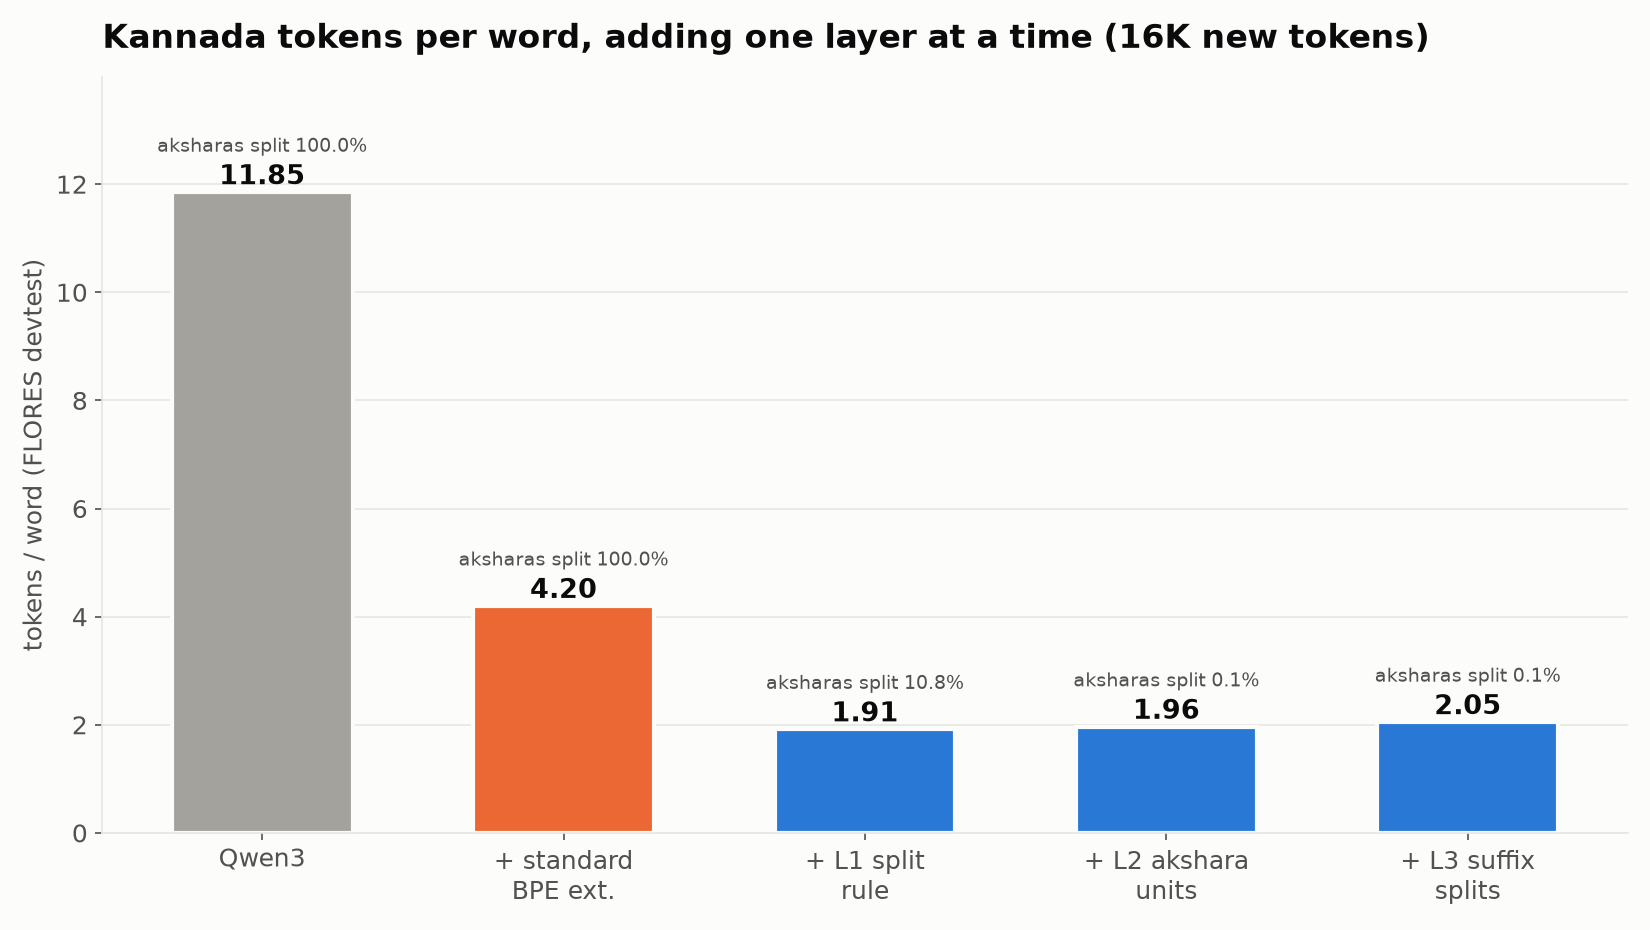 Kannada tokens per word, adding one layer at a time (16K new tokens)
tokens / word (FLORES devtest)
12
10
8
6
4
2
0
aksharas split 100.0%
11.85
aksharas split 100.0%
4.20
aksharas split 10.8%
1.91
aksharas split 0.1%
1.96
aksharas split 0.1%
2.05
Qwen3
+ standard
BPE ext.
+ L1 split
rule
+ L2 akshara
units
+ L3 suffix
splits